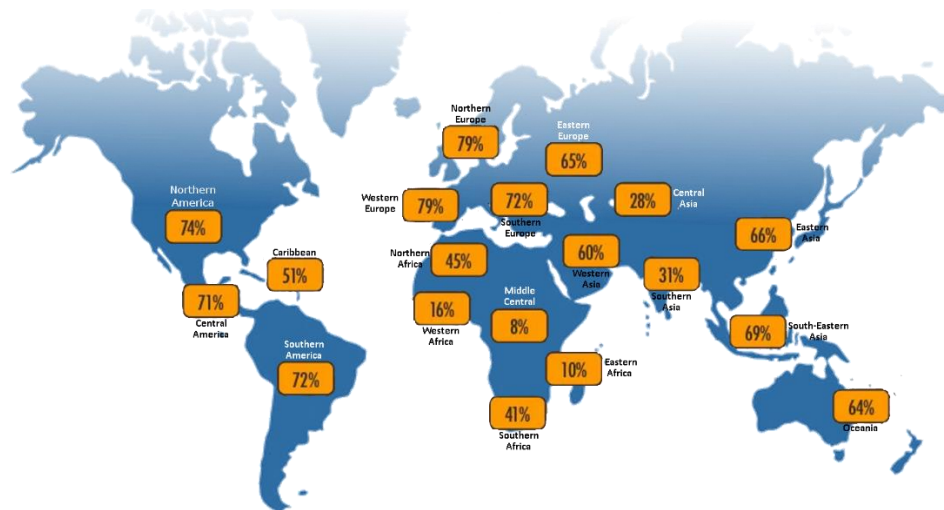 Northern
Europe
79%
Eastern
Europe
65%
Northern
America
74%
Western
Europe
79%
72%
Southern
Europe
28%
Central
Asia
66%
Eastern
Asia
Caribbean
51%
Northern
Africa
45%
60%
Western
Asia
31%
Southern
Asia
71%
Central
America
16%
Western
Africa
Middle
Central
8%
69%
South-Eastern
Asia
Southern
America
72%
10%
Eastern
Africa
41%
Southern
Africa
64%
Oceania